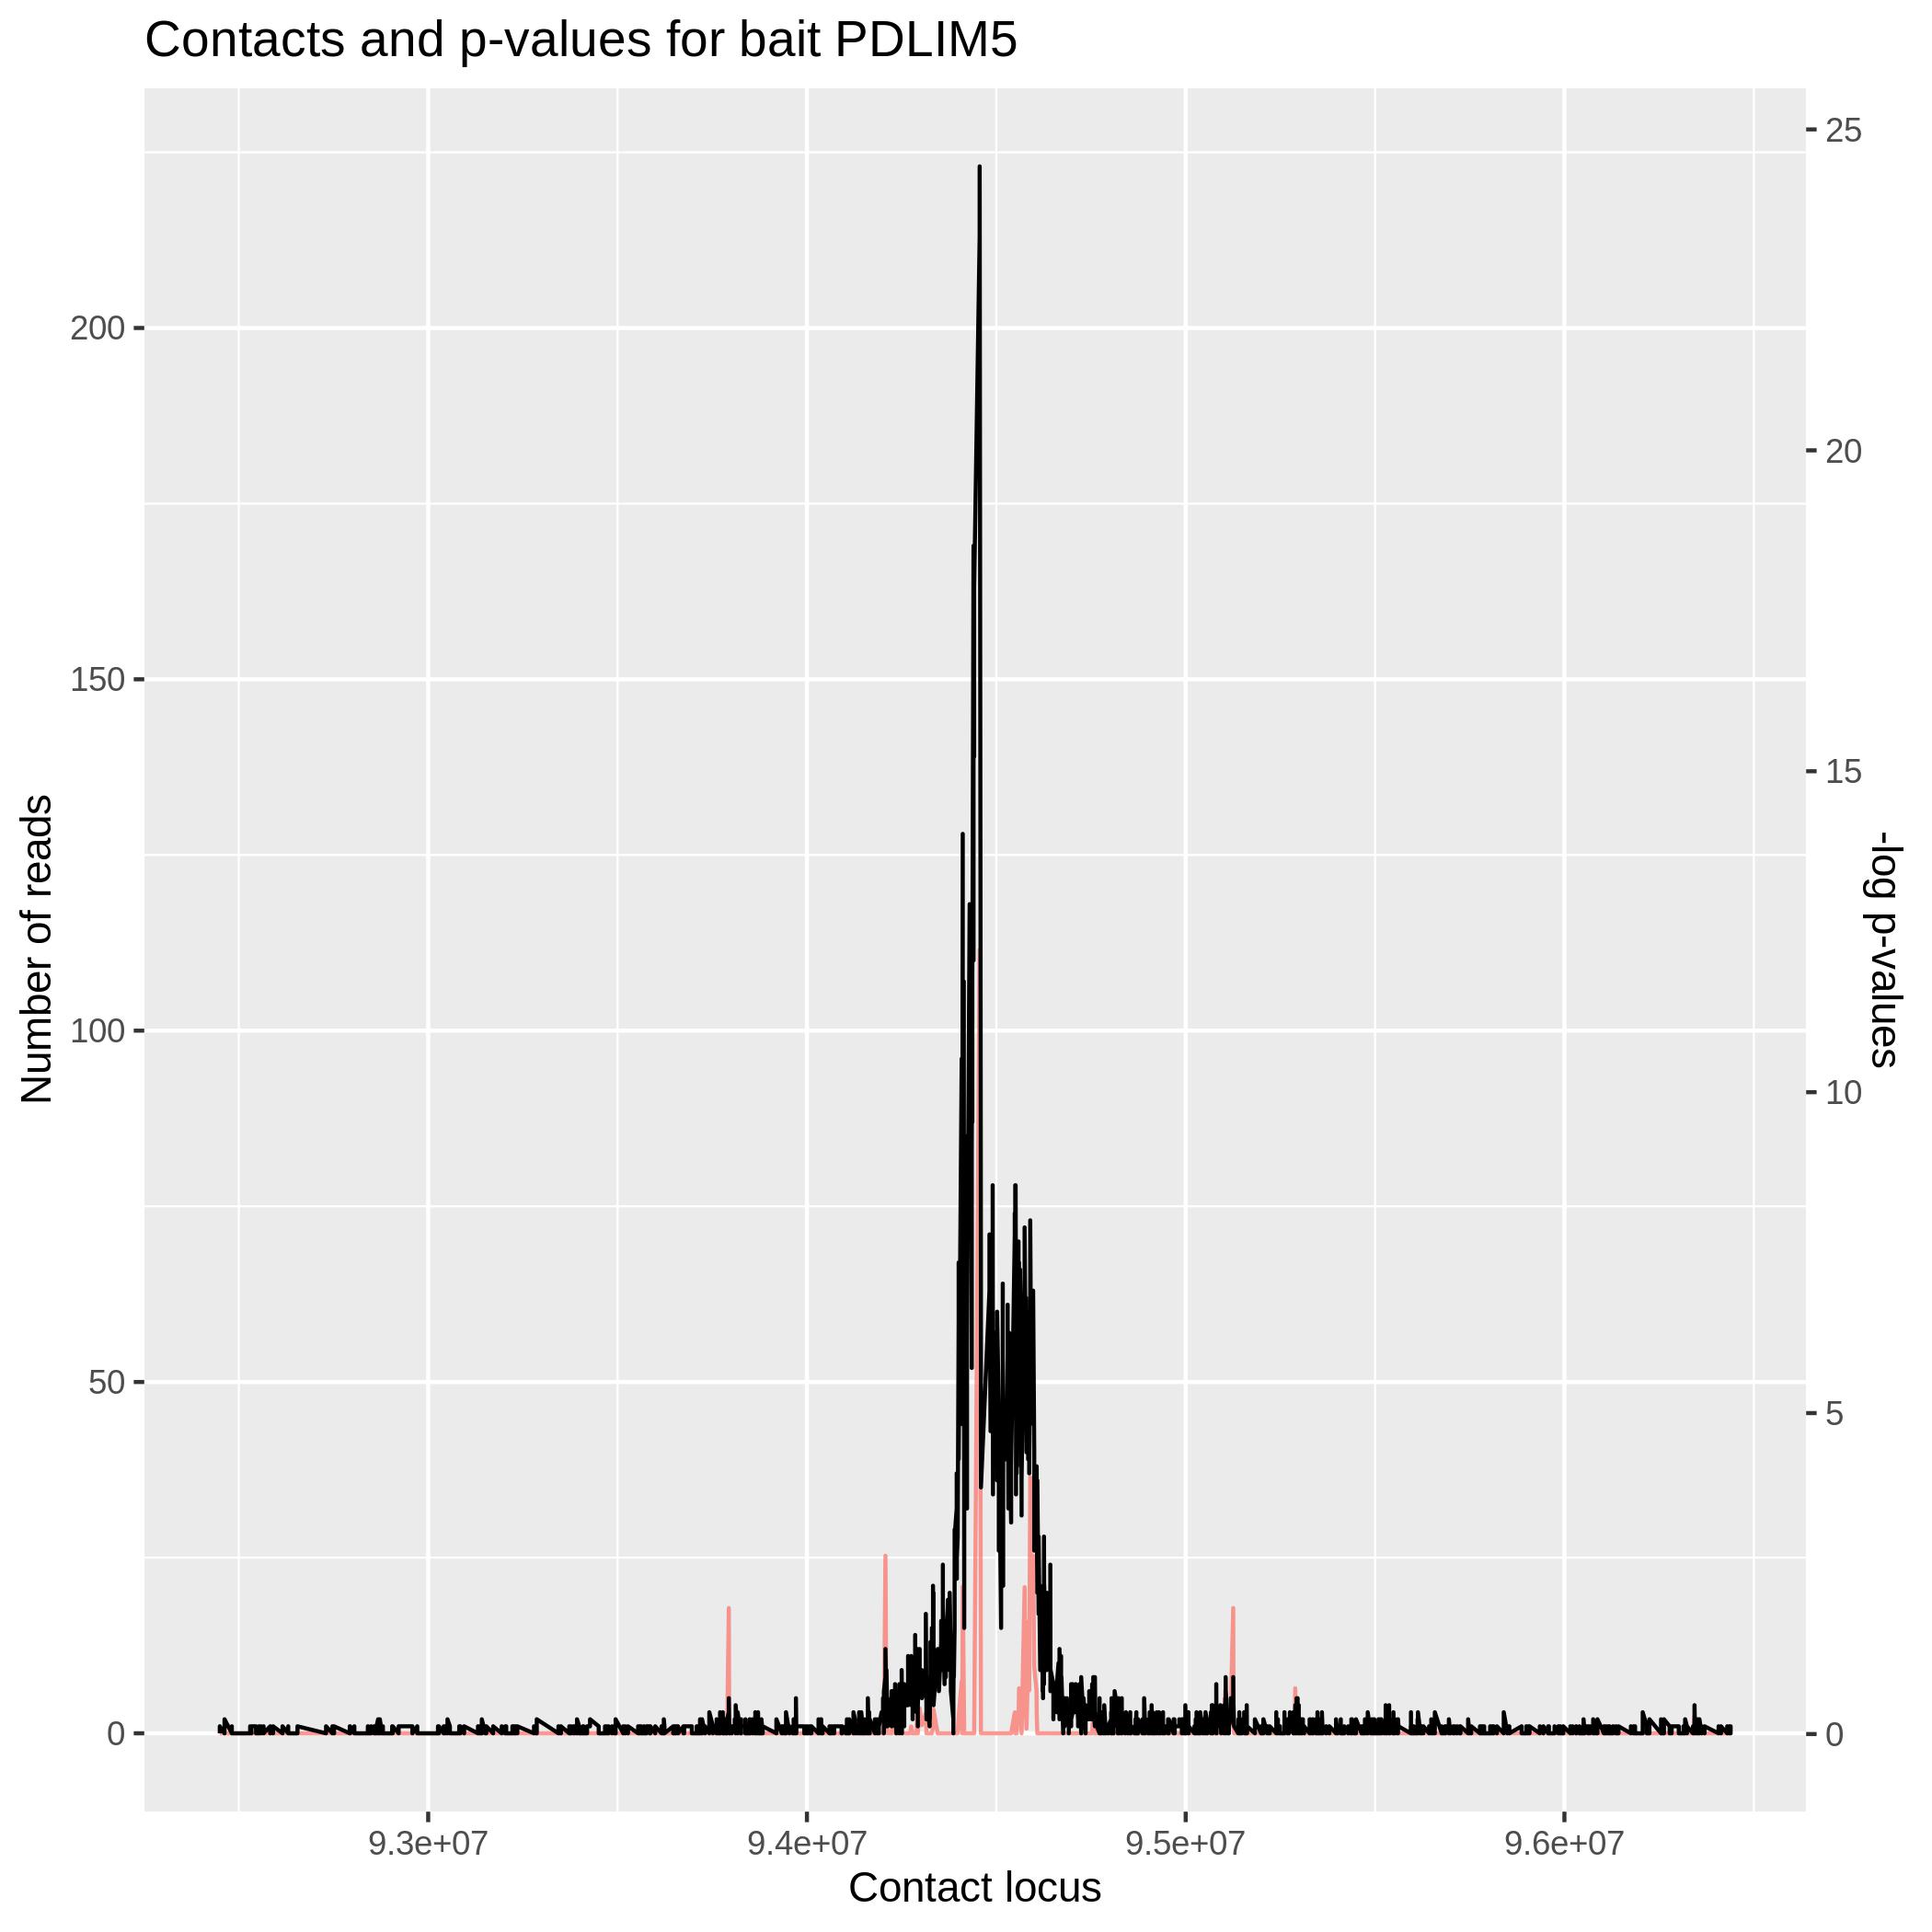 Contacts and p-values for bait PDLIM5
Number of reads
200
150
100
50
0
25
20
15
10
5
0
-log p-values
9.3e+07
9.4e+07
9.5e+07
9.6e+07
Contact locus